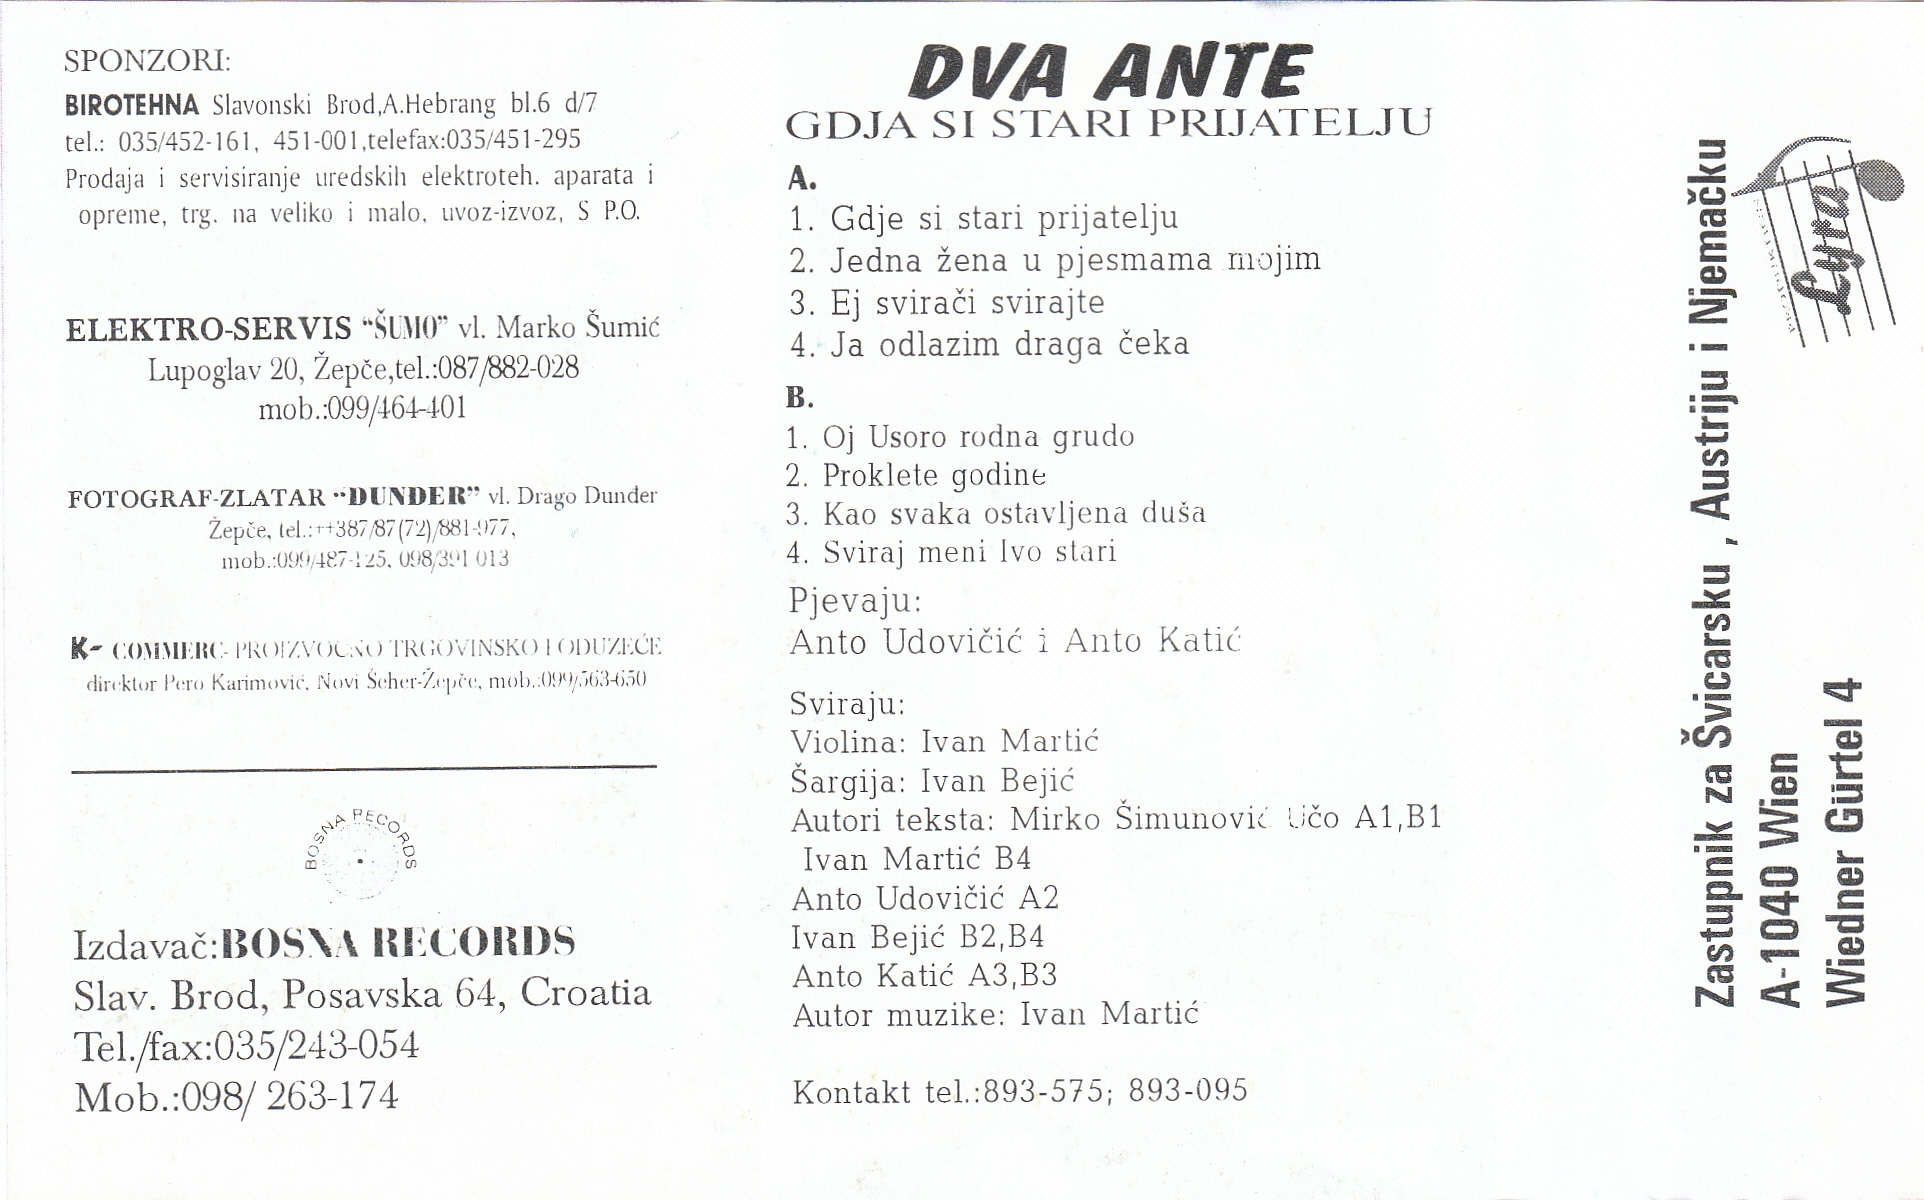 SPONZORI:
BIROTEHNA Slavonski Brod,A.Hebrang bl.6 d/7
tel.: 035/452-161, 451-001,telefax:035/451-295
Prodaja i servisiranje uredskih elektroteh. aparata i
opreme, trg. na veliko i malo, uvoz-izvoz, S P.O.
ELEKTRO-SERVIS “ŠUMO” vl. Marko Šumić
Lupoglav 20, Žepče,tel.:087/882-028
mob.:099/464-401
FOTOGRAF-ZLATAR “DUNDER” vl. Drago Dunder
Žepče, tel.:++387/87(72)/881-977,
mob.:099/487-125, 098/391 013
K- COMMERC- TRGOVINSKO
direktor Pero Karimović, Novi Šeher-Žepče, mob.:099/563-650
BOSNA RECORDS
Izdavač:BOSNA RECORDS
Slav. Brod, Posavska 64, Croatia
Tel./fax:035/243-054
Mob.:098/ 263-174
DVA ANTE
GDJA SI STARI PRIJATELJU
A.
1. Gdje si stari prijatelju
2. Jedna žena u pjesmama mojim
3. Ej svirači svirajte
4. Ja odlazim draga čeka
B.
1. Oj Usoro rodna grudo
2. Proklete godine
3. Kao svaka ostavljena duša
4. Sviraj meni Ivo stari
Pjevaju:
Anto Udovičić i Anto Katić
Sviraju:
Violina: Ivan Martić
Šargija: Ivan Bejić
Autori teksta: Mirko Šimunović Učo A1,B1
Ivan Martić B4
Anto Udovičić A2
Ivan Bejić B2,B4
Anto Katić A3,B3
Autor muzike: Ivan Martić
Kontakt tel.:893-575; 893-095
Zastupnik za Švicarsku , Austriju i Njemačku
A-1040 Wien
Wiedner Gürtel 4
Lyra